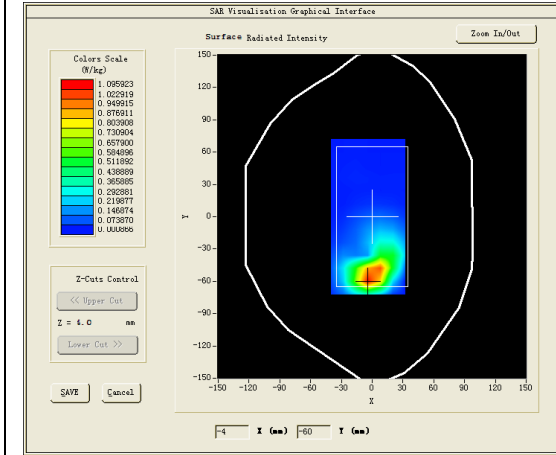 SAR Visualisation Graphical Interface
Surface Radiated Intensity
Zoom In/Out
Colors Scale
(W/kg)
1.095923
1.022919
0.949915
0.876911
0.803908
0.730904
0.657900
0.584896
0.511892
0.438889
0.365885
0.292881
0.219877
0.146874
0.073870
0.000866
Z-Cuts Control
<< Upper Cut
Z = 4.0 mm
Lower Cut >>
SAVE Cancel
150
120
90
60
30
0
-30
-60
-90
-120
-150
Y
-150 -120 -90 -60 -30 0 30 60 90 120 150
X
-4 X (mm) -60 Y (mm)